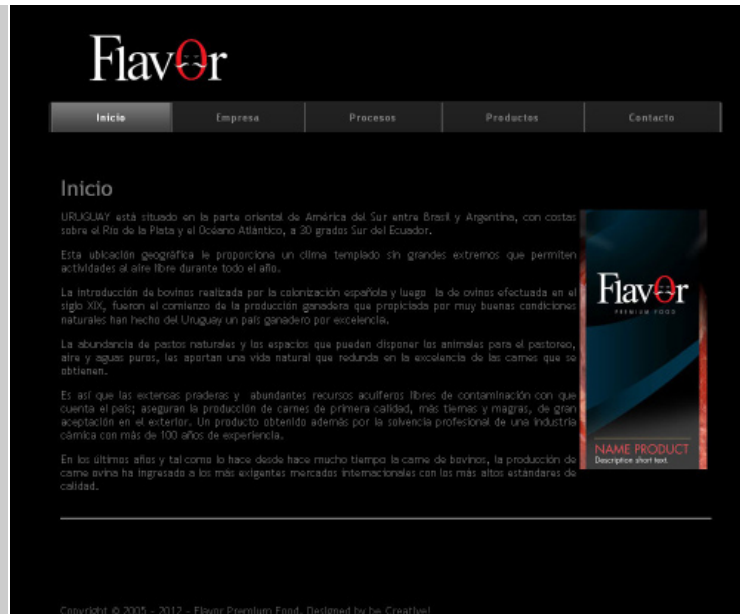 Flavor
Inicio Empresa Procesos Productos Contacto
Inicio
URUGUAY está situado en la parte oriental de América del Sur entre Brasil y Argentina, con costas
sobre el Río de la Plata y el Océano Atlántico, a 30 grados Sur del Ecuador.
Esta ubicación geográfica le proporciona un clima templado sin grandes extremos que permiten
actividades al aire libre durante todo el año.
La introducción de bovinos realizada por la colonización española y luego la de ovinos efectuada en el
siglo XIX, fueron el comienzo de la producción ganadera que propiciada por muy buenas condiciones
naturales han hecho del Uruguay un país ganadero por excelencia.
La abundancia de pastos naturales y los espacios que pueden disponer los animales para el pastoreo,
aire y aguas puros, les aportan una vida natural que redunda en la excelencia de las carnes que se
obtienen.
Es así que las extensas praderas y abundantes recursos acuíferos libres de contaminación con que
cuenta el país; aseguran la producción de carnes de primera calidad, más tiernas y magras, de gran
aceptación en el exterior. Un producto obtenido además por la solvencia profesional de una industria
cárnica con más de 100 años de experiencia.
En los últimos años y tal como lo hace desde hace mucho tiempo la carne de bovinos, la producción de
carne ovina ha ingresado a los más exigentes mercados internacionales con los más altos estándares de
calidad.
Flavor
PREMIUM FOOD
NAME PRODUCT
Description short text.
Copyright © 2005 - 2012 - Flavor Premium Food. Designed by be Creative!